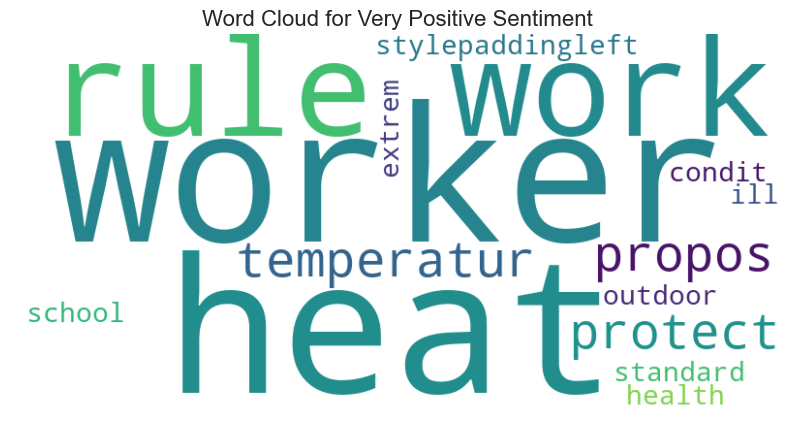 Word Cloud for Very Positive Sentiment
stylepaddingleft
rule
work
extrem
worker
condit
ill
temperatur
propos
heat
outdoor
school
protect
standard
health